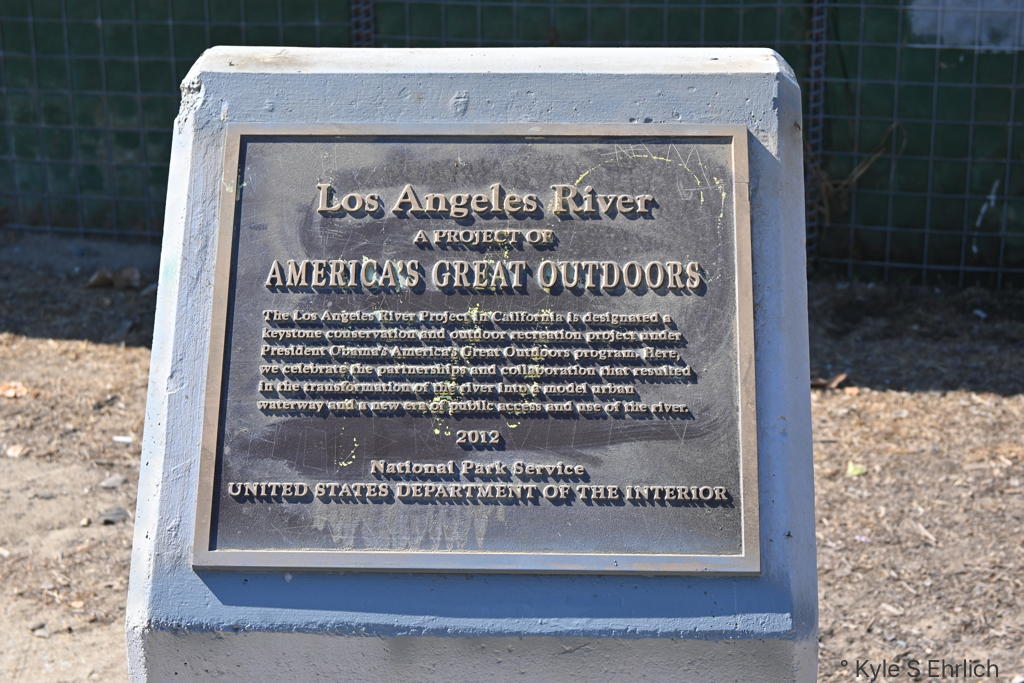 Los Angeles River
A PROJECT OF
AMERICA'S GREAT OUTDOORS
The Los Angeles River Project in California is designated a
keystone conservation and outdoor recreation project under
President Obama's America's Great Outdoors program. Here,
we celebrate the partnerships and collaboration that resulted
in the transformation of the river into a model urban
waterway and a new era of public access and use of the river.
2012
National Park Service
UNITED STATES DEPARTMENT OF THE INTERIOR
° Kyle S Ehrlich